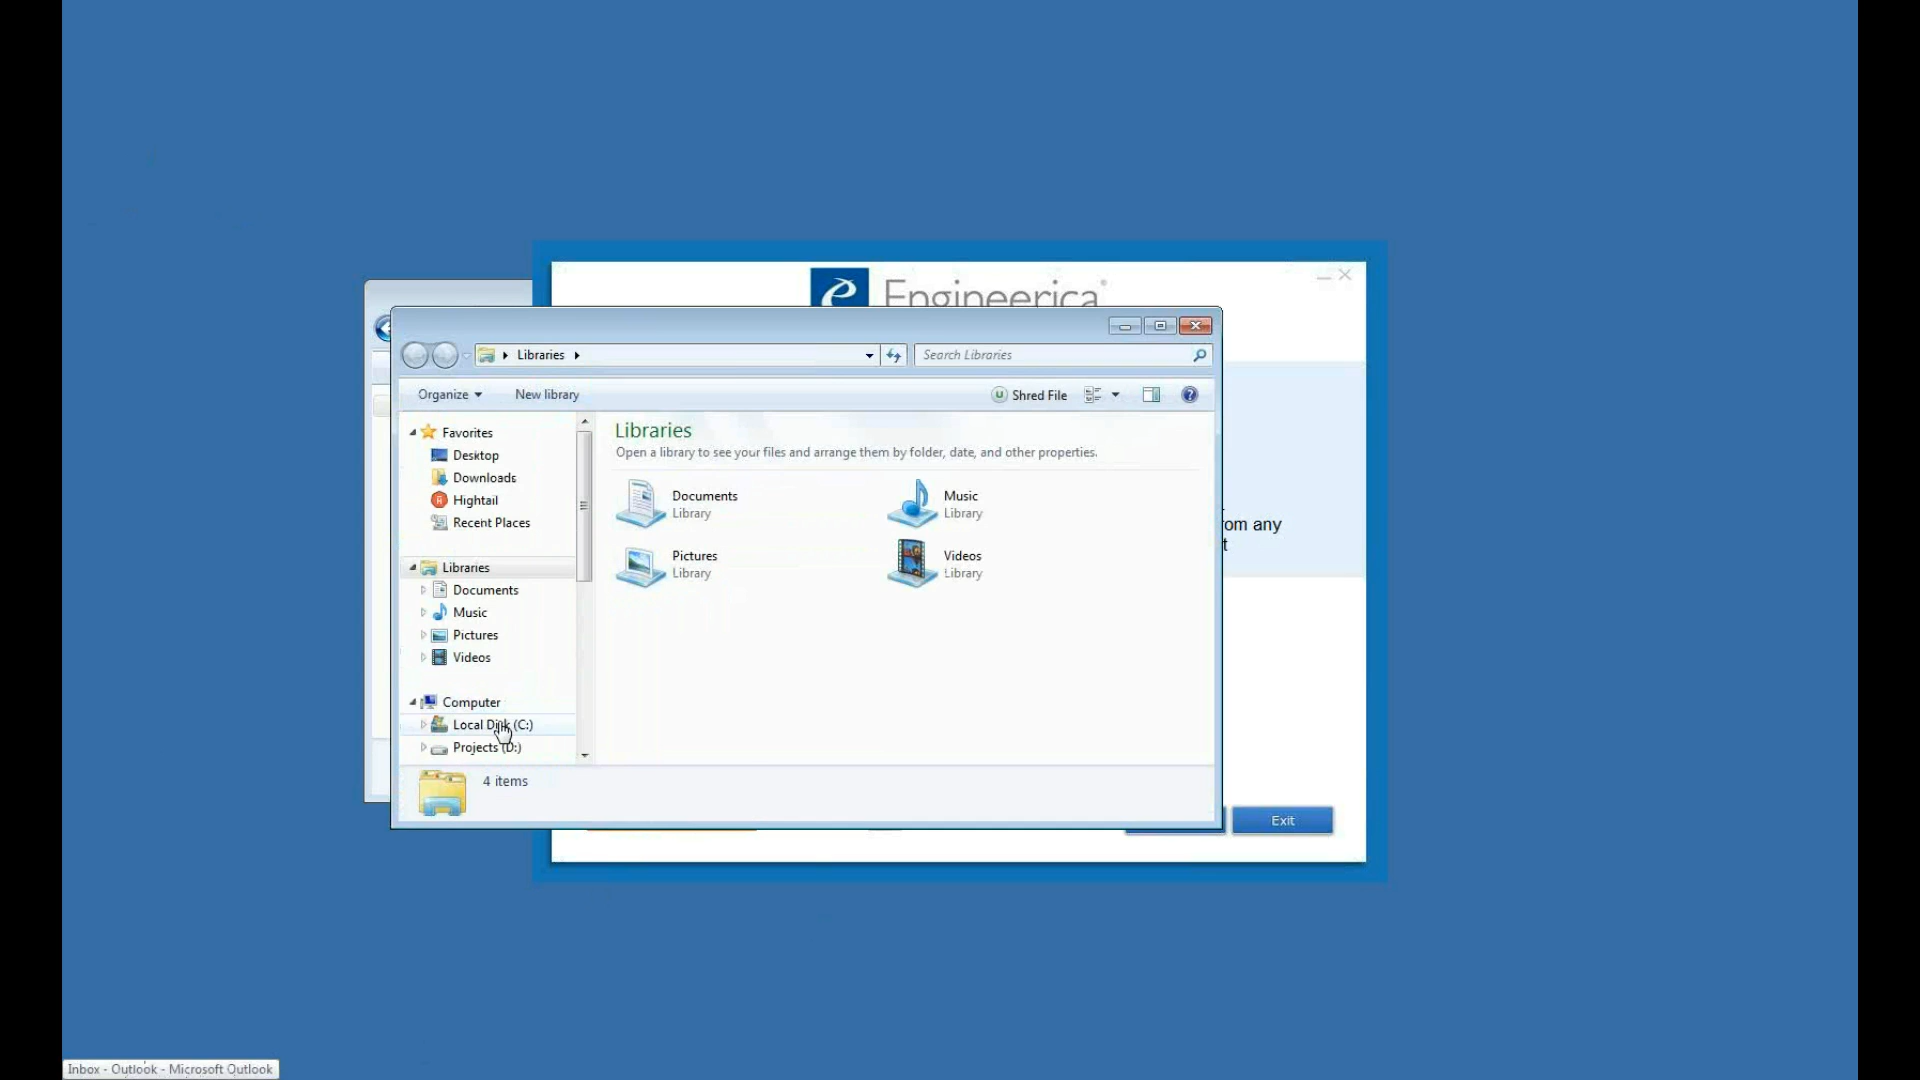 Engineerica®
Libraries
Search Libraries
Organize
New library
Shred File
Favorites
Desktop
Downloads
Hightail
Recent Places
Libraries
Documents
Music
Pictures
Videos
Computer
Local Disk (C:)
Projects (D:)
Libraries
Open a library to see your files and arrange them by folder, date, and other properties.
Documents
Library
Music
Library
Pictures
Library
Videos
Library
any
4 items
Exit
Inbox - Outlook - Microsoft Outlook